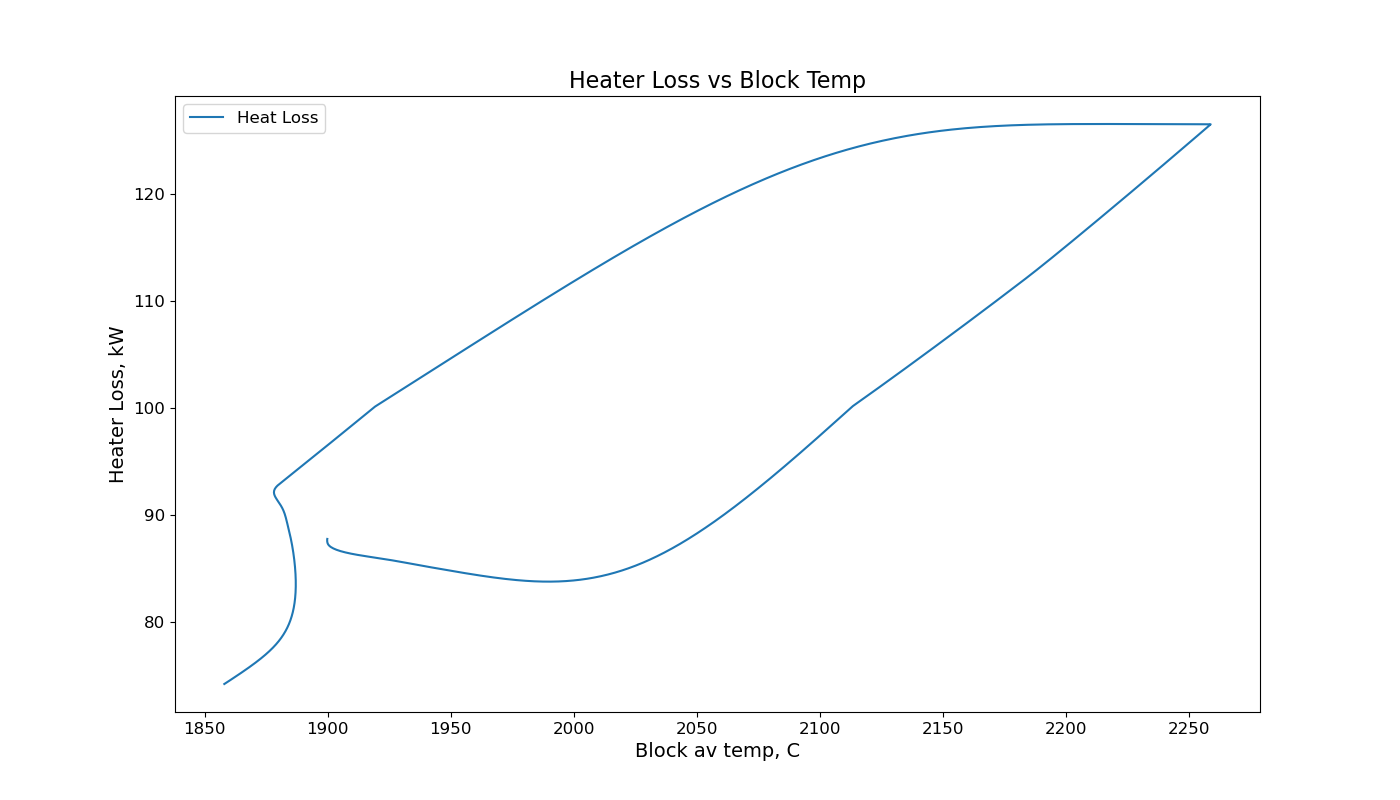 Heater Loss vs Block Temp
Heat Loss
120
110
100
90
80
Heater Loss, kW
1850 1900 1950 2000 2050 2100 2150 2200 2250
Block av temp, C